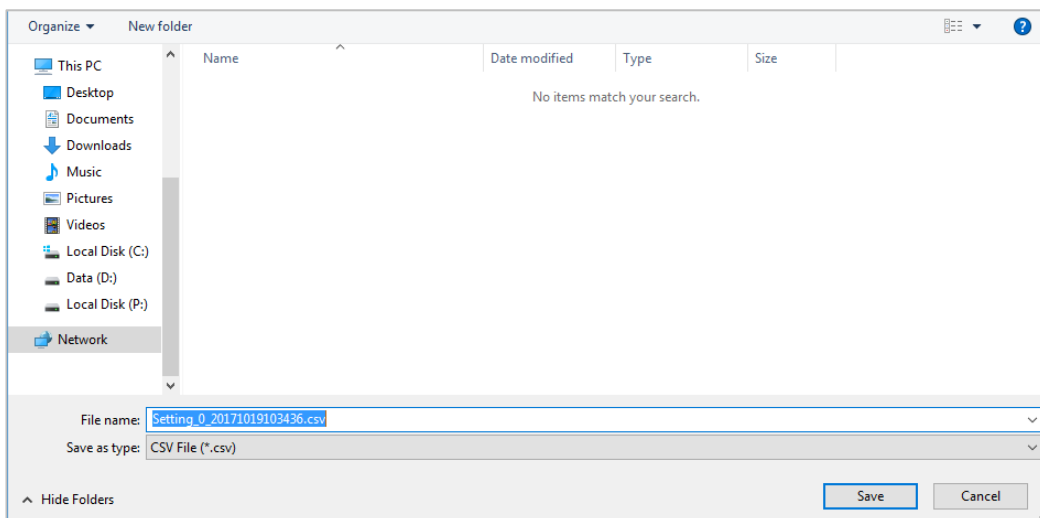 Organize New folder ?
Name Date modified Type Size
No items match your search.
This PC
Desktop
Documents
Downloads
Music
Pictures
Videos
Local Disk (C:)
Data (D:)
Local Disk (P:)
Network
File name: Setting_0_20171019103436.csv
Save as type: CSV File (*.csv)
Hide Folders Save Cancel